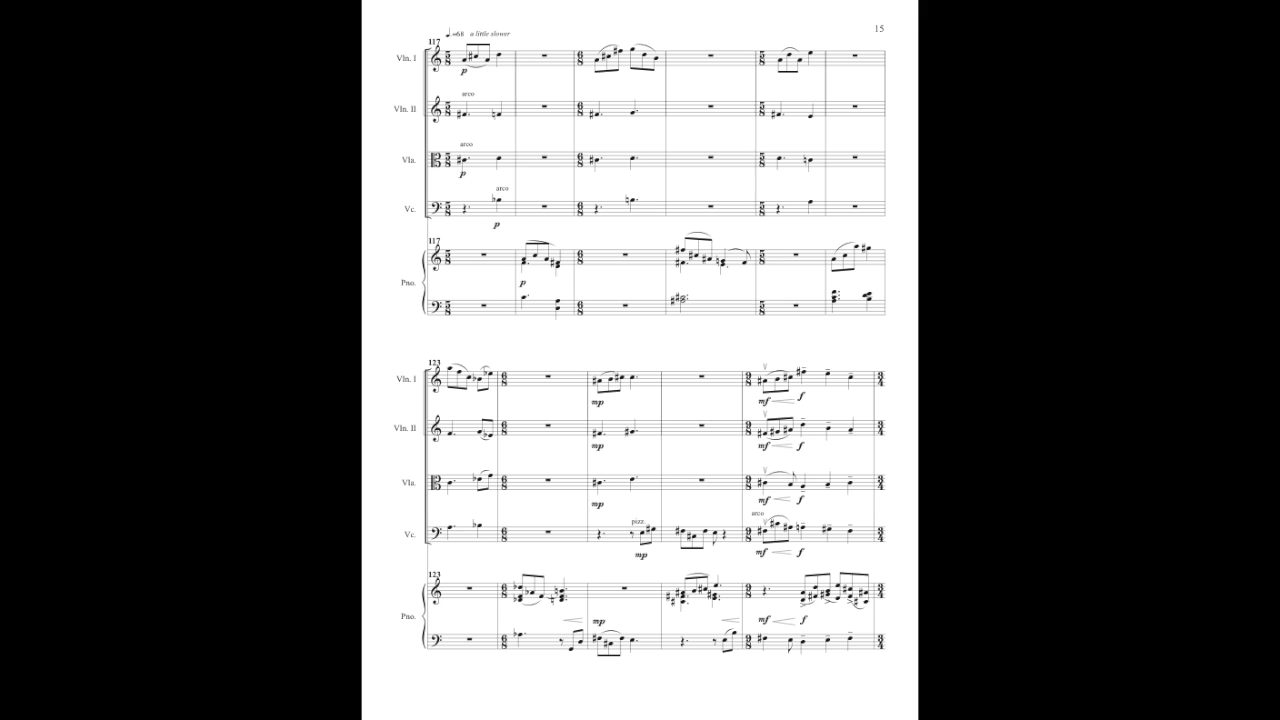 15
♩.=68 a little slower
117
Vln. I
p
arco
Vln. II
arco
Vla.
p
arco
Vc.
p
117
Pno.
p
123
Vln. I
mp mf f
Vln. II
mp mf f
Vla.
mp mf f
pizz. arco
Vc.
mp mf f
123
Pno.
mp mf f